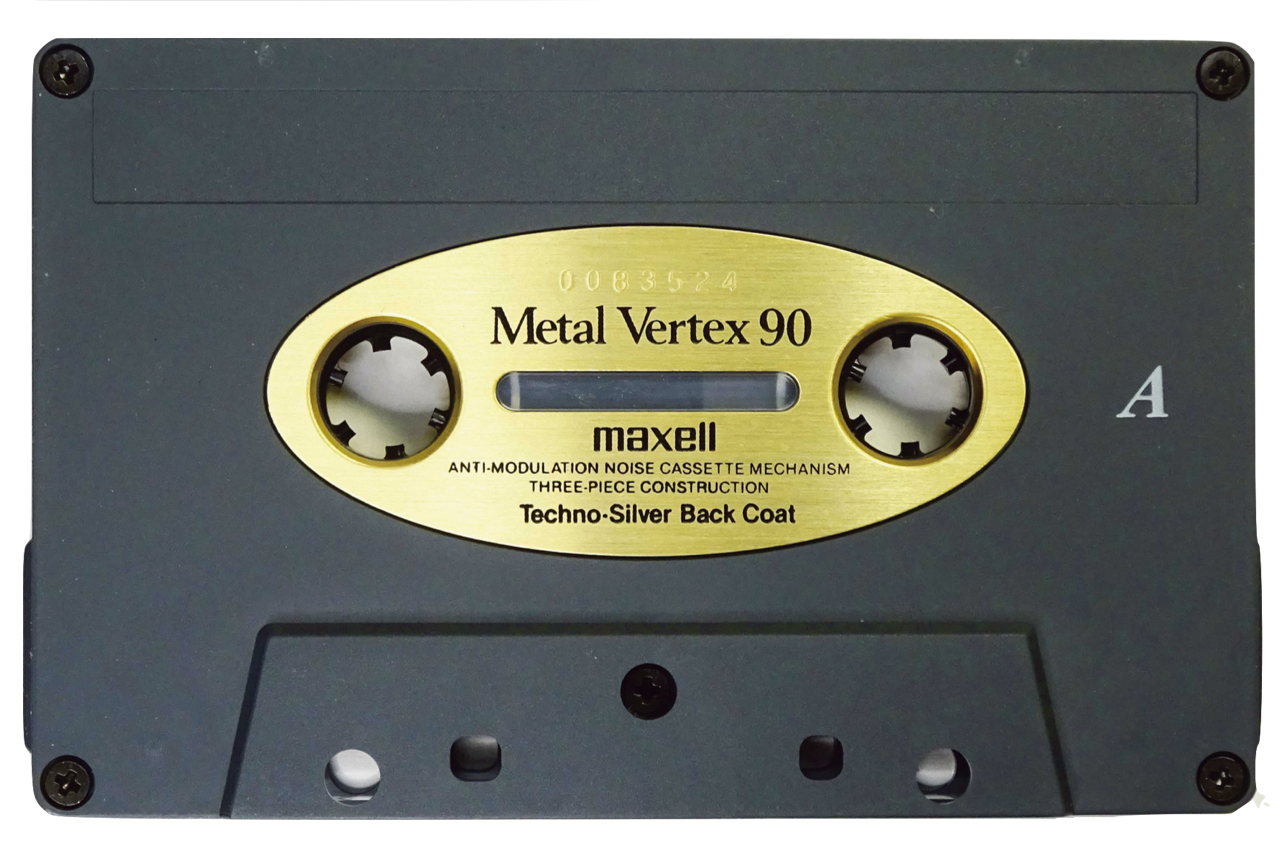 0083524
Metal Vertex 90
maxell
ANTI-MODULATION NOISE CASSETTE MECHANISM
THREE-PIECE CONSTRUCTION
Techno·Silver Back Coat
A